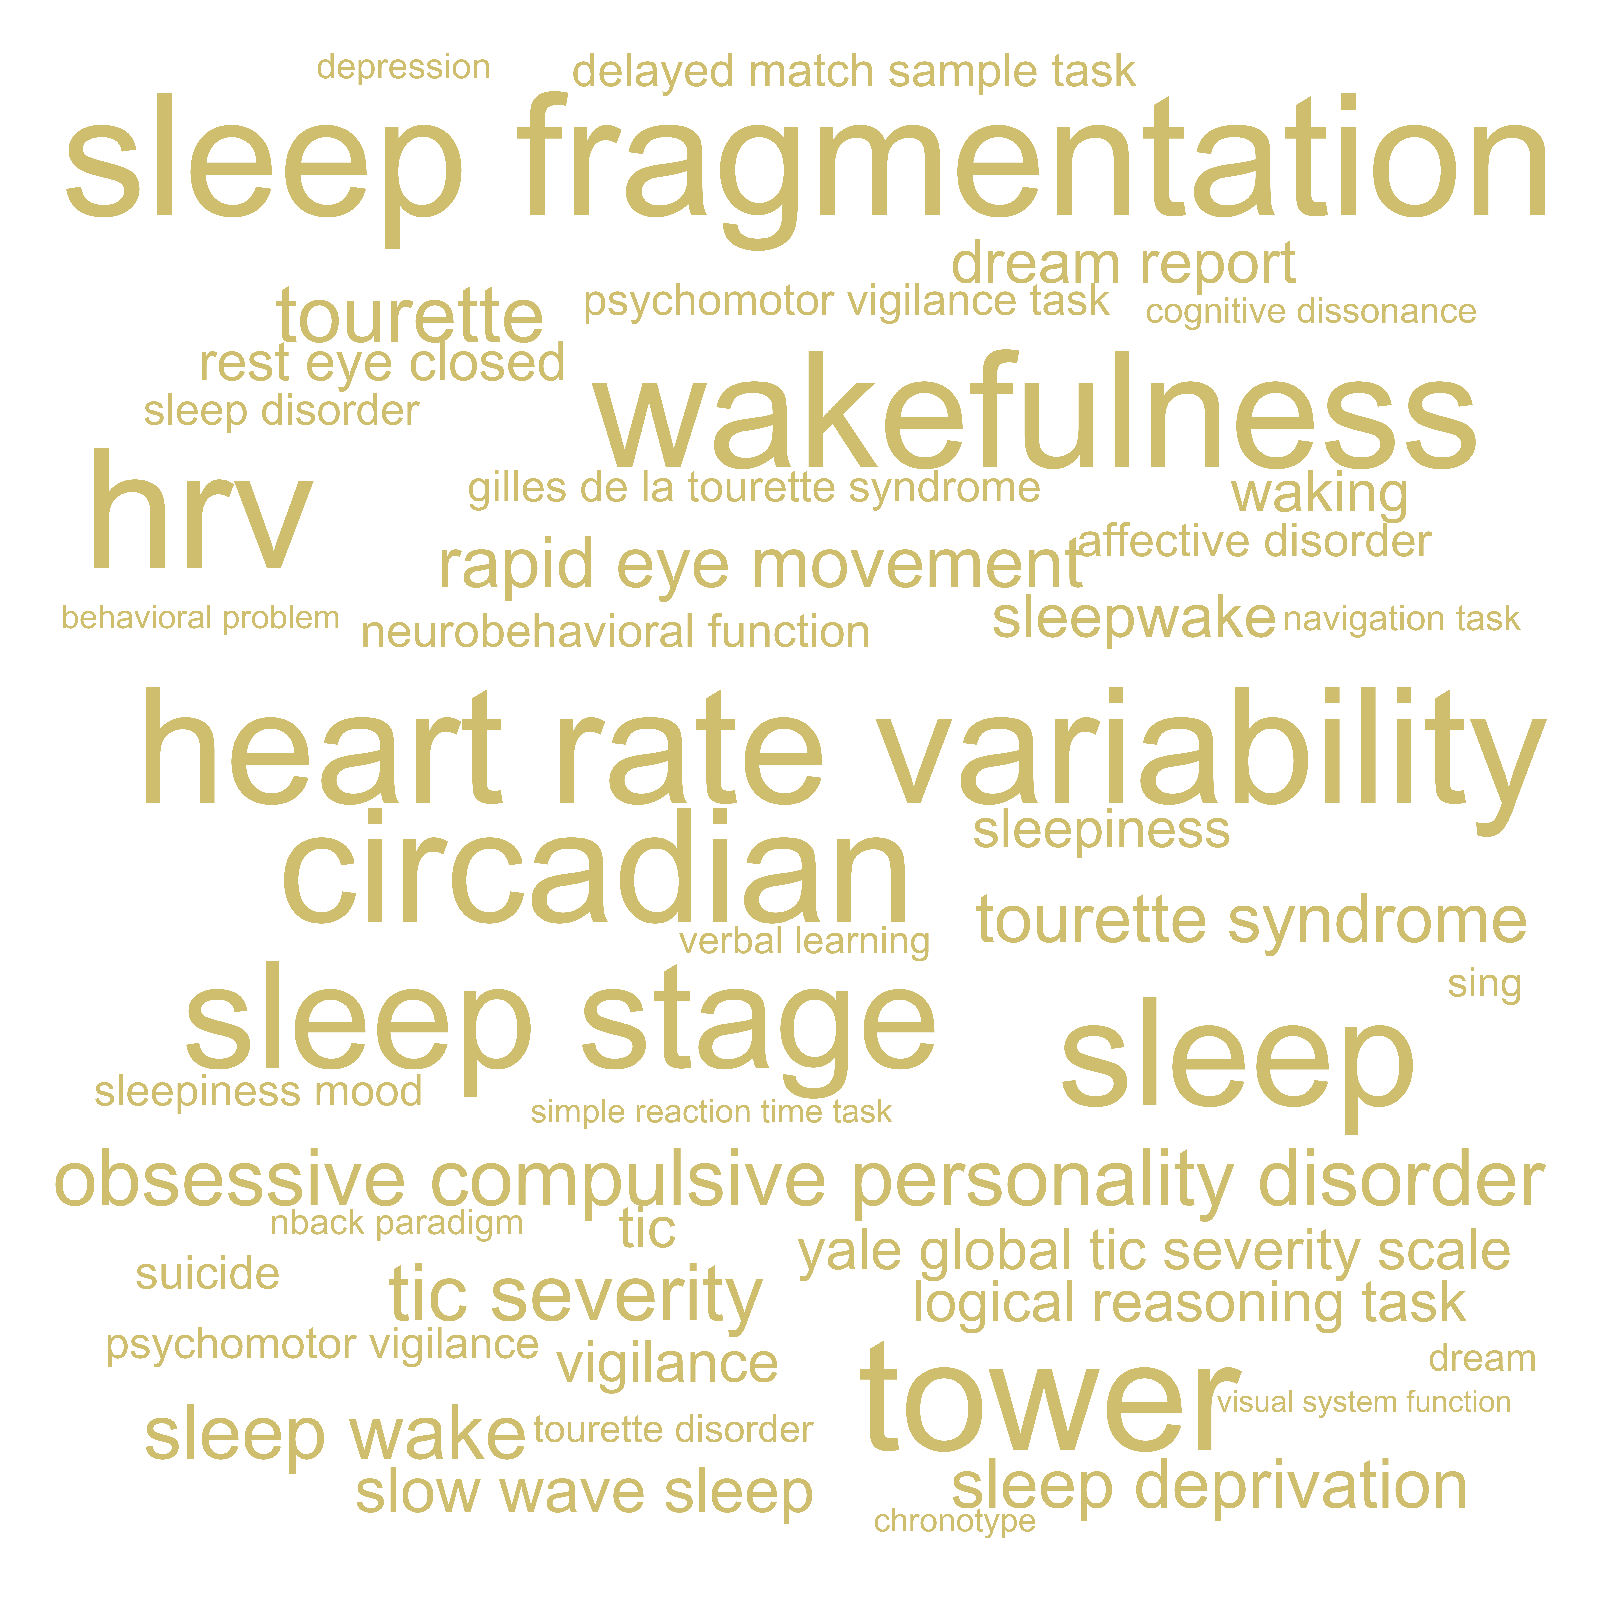 depression
delayed match sample task
sleep fragmentation
dream report
psychomotor vigilance task
cognitive dissonance
tourette
rest eye closed
sleep disorder
wakefulness
hrv
gilles de la tourette syndrome
waking
affective disorder
rapid eye movement
behavioral problem
neurobehavioral function
sleepwake
navigation task
heart rate variability
circadian
sleepiness
tourette syndrome
verbal learning
sleep stage
sing
sleep
sleepiness mood
simple reaction time task
obsessive compulsive personality disorder
nback paradigm
tic
yale global tic severity scale
suicide
tic severity
logical reasoning task
psychomotor vigilance
vigilance
tower
dream
visual system function
sleep wake
tourette disorder
slow wave sleep
sleep deprivation
chronotype